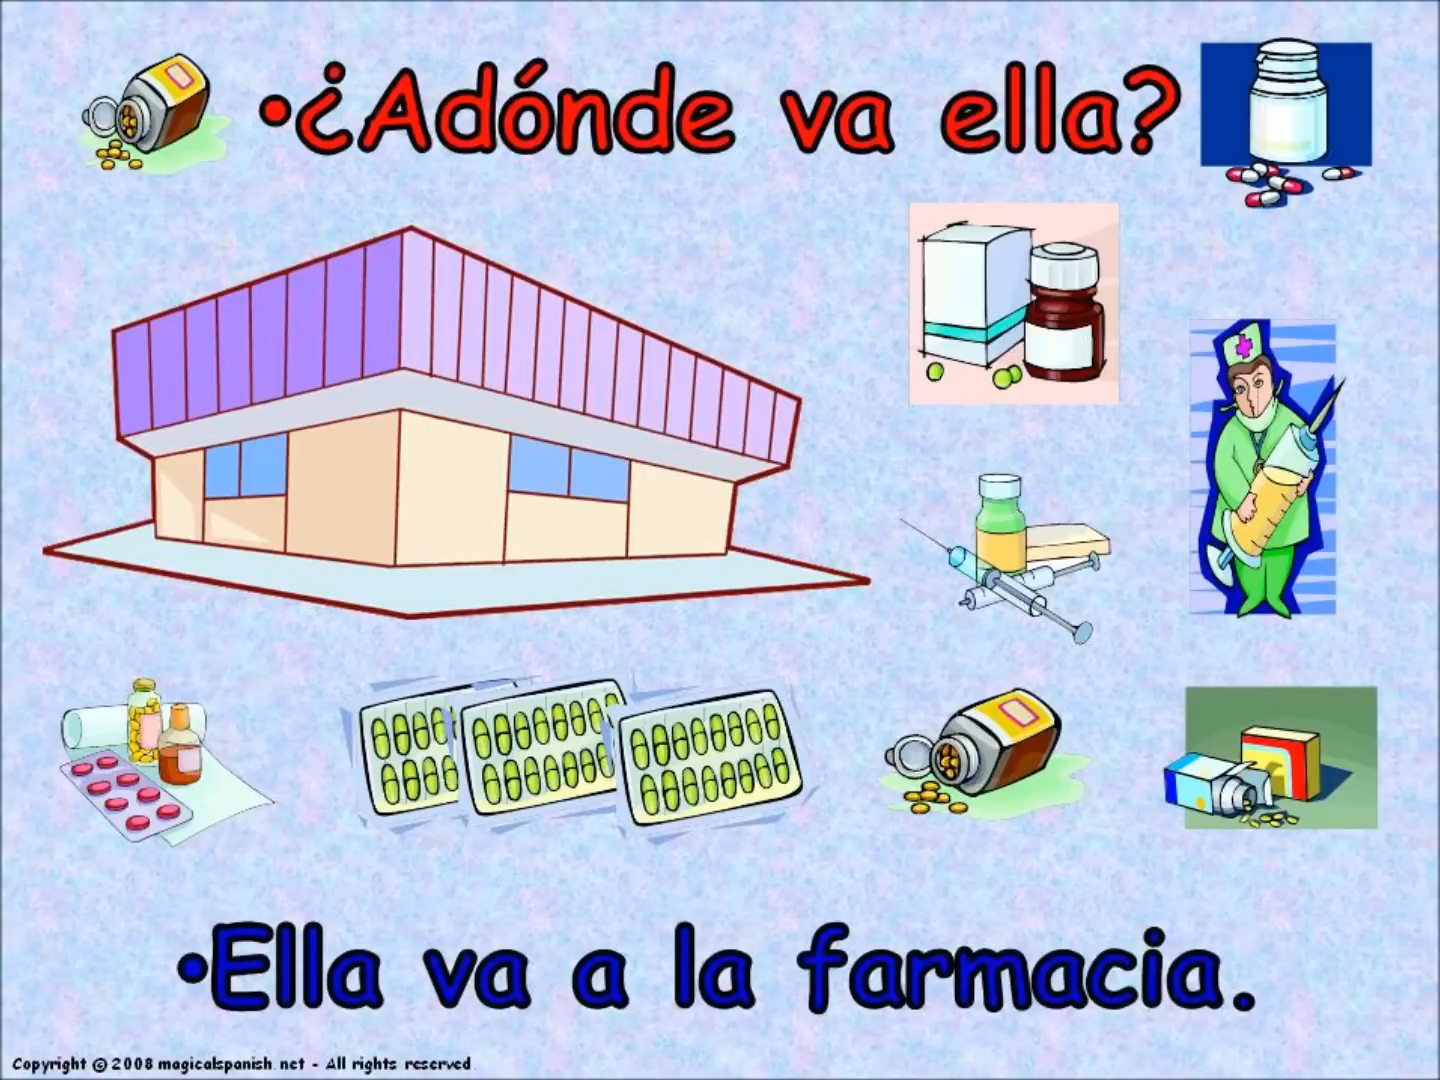 •¿Adónde va ella?
•Ella va a la farmacia.
Copyright © 2008 magicalspanish.net - All rights reserved